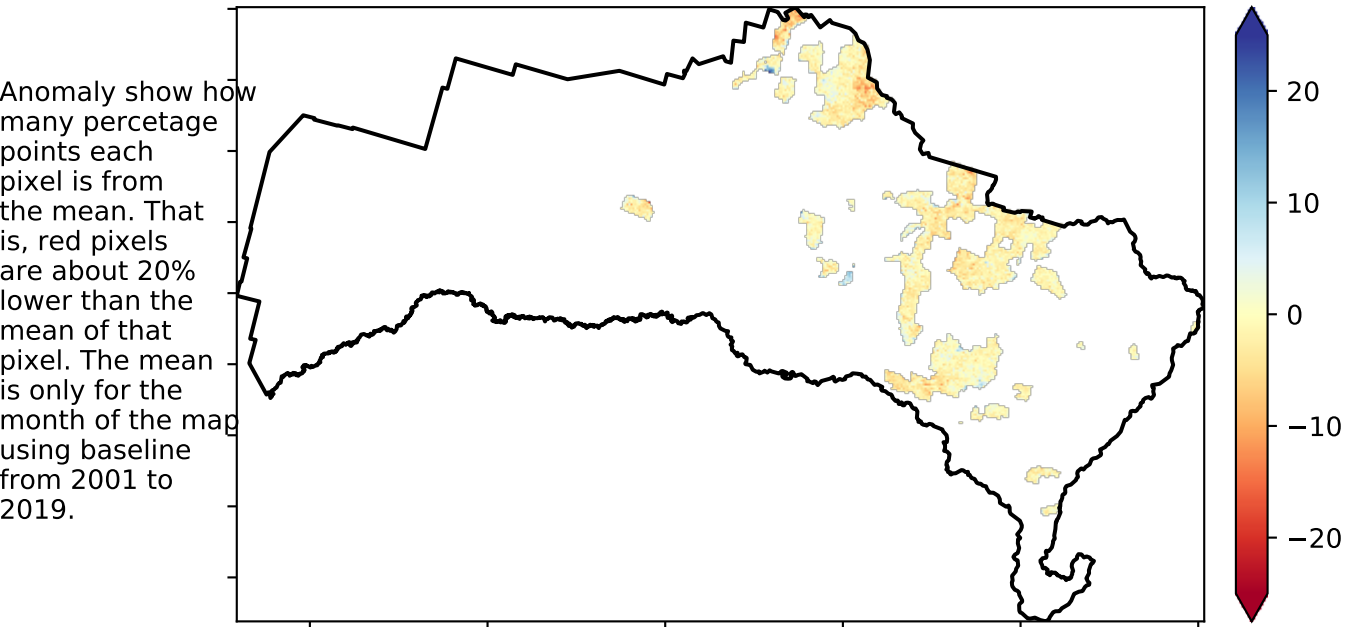 Anomaly show how
many percetage
points each
pixel is from
the mean. That
is, red pixels
are about 20%
lower than the
mean of that
pixel. The mean
is only for the
month of the map
using baseline
from 2001 to
2019.
20
10
0
−10
−20